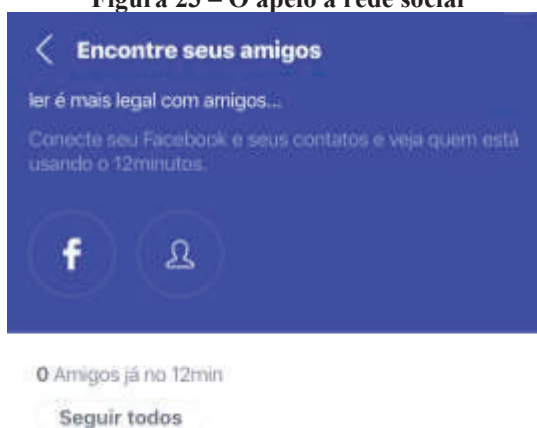 Figura 25 – O apelo à rede social
Encontre seus amigos
ler é mais legal com amigos...
Conecte seu Facebook e seus contatos e veja quem está
usando o 12minutos.
f
0 Amigos já no 12min
Seguir todos